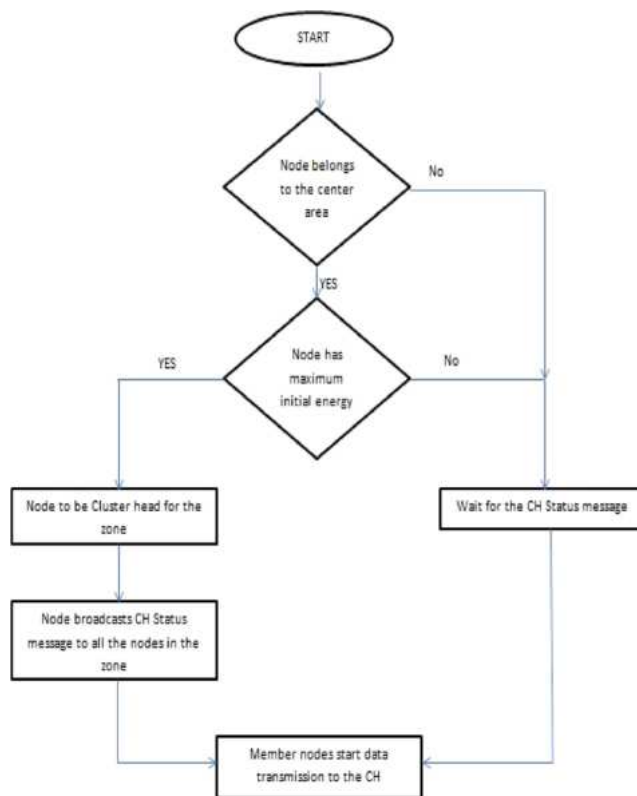 START
Node belongs
to the center
area
No
YES
Node has
maximum
initial energy
YES
No
Node to be Cluster head for the
zone
Wait for the CH Status message
Node broadcasts CH Status
message to all the nodes in the
zone
Member nodes start data
transmission to the CH